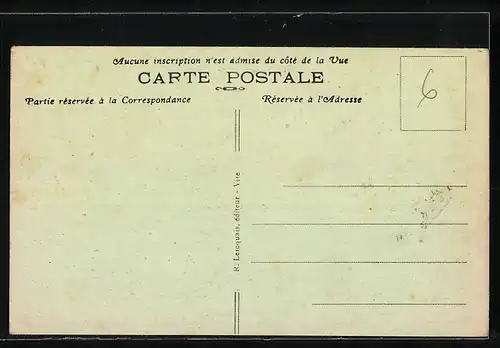 Aucune inscription n'est admise du côté de la Vue
CARTE POSTALE
Partie réservée à la Correspondance
Réservée à l'Adresse
6
R. Lenoquais, éditeur - Vire